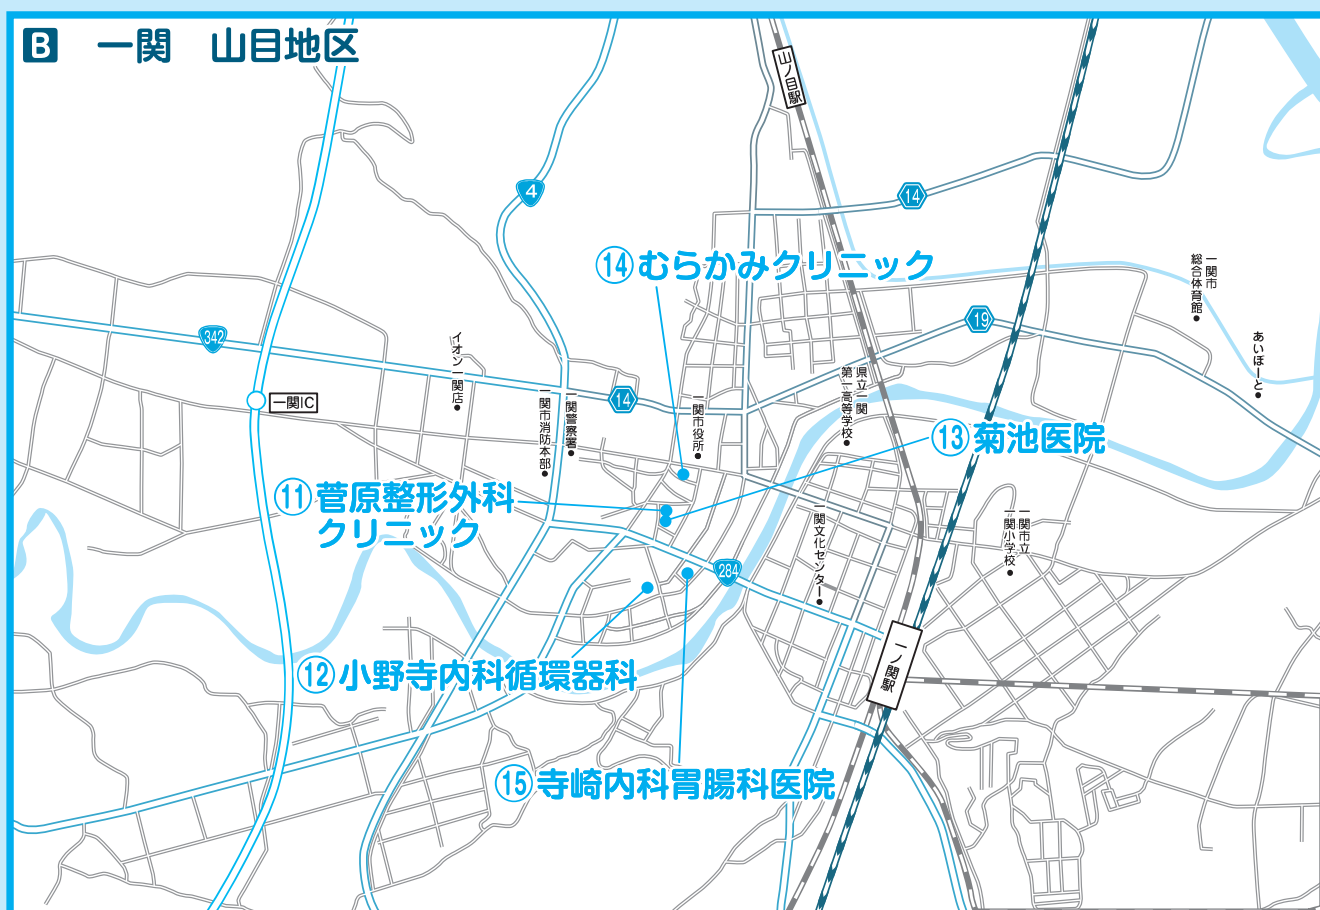 B 一関 山目地区
山ノ目駅
4
14
⑭むらかみクリニック
一関市
総合体育館
19
342
あいぽーと
イオン一関店
県立一関
第一高等学校
一関IC
14
一関市消防本部
一関警察署
一関市役所
⑬菊池医院
⑪菅原整形外科
クリニック
一関文化センター
一関市立
一関小学校
284
一ノ関駅
⑫小野寺内科循環器科
⑮寺崎内科胃腸科医院